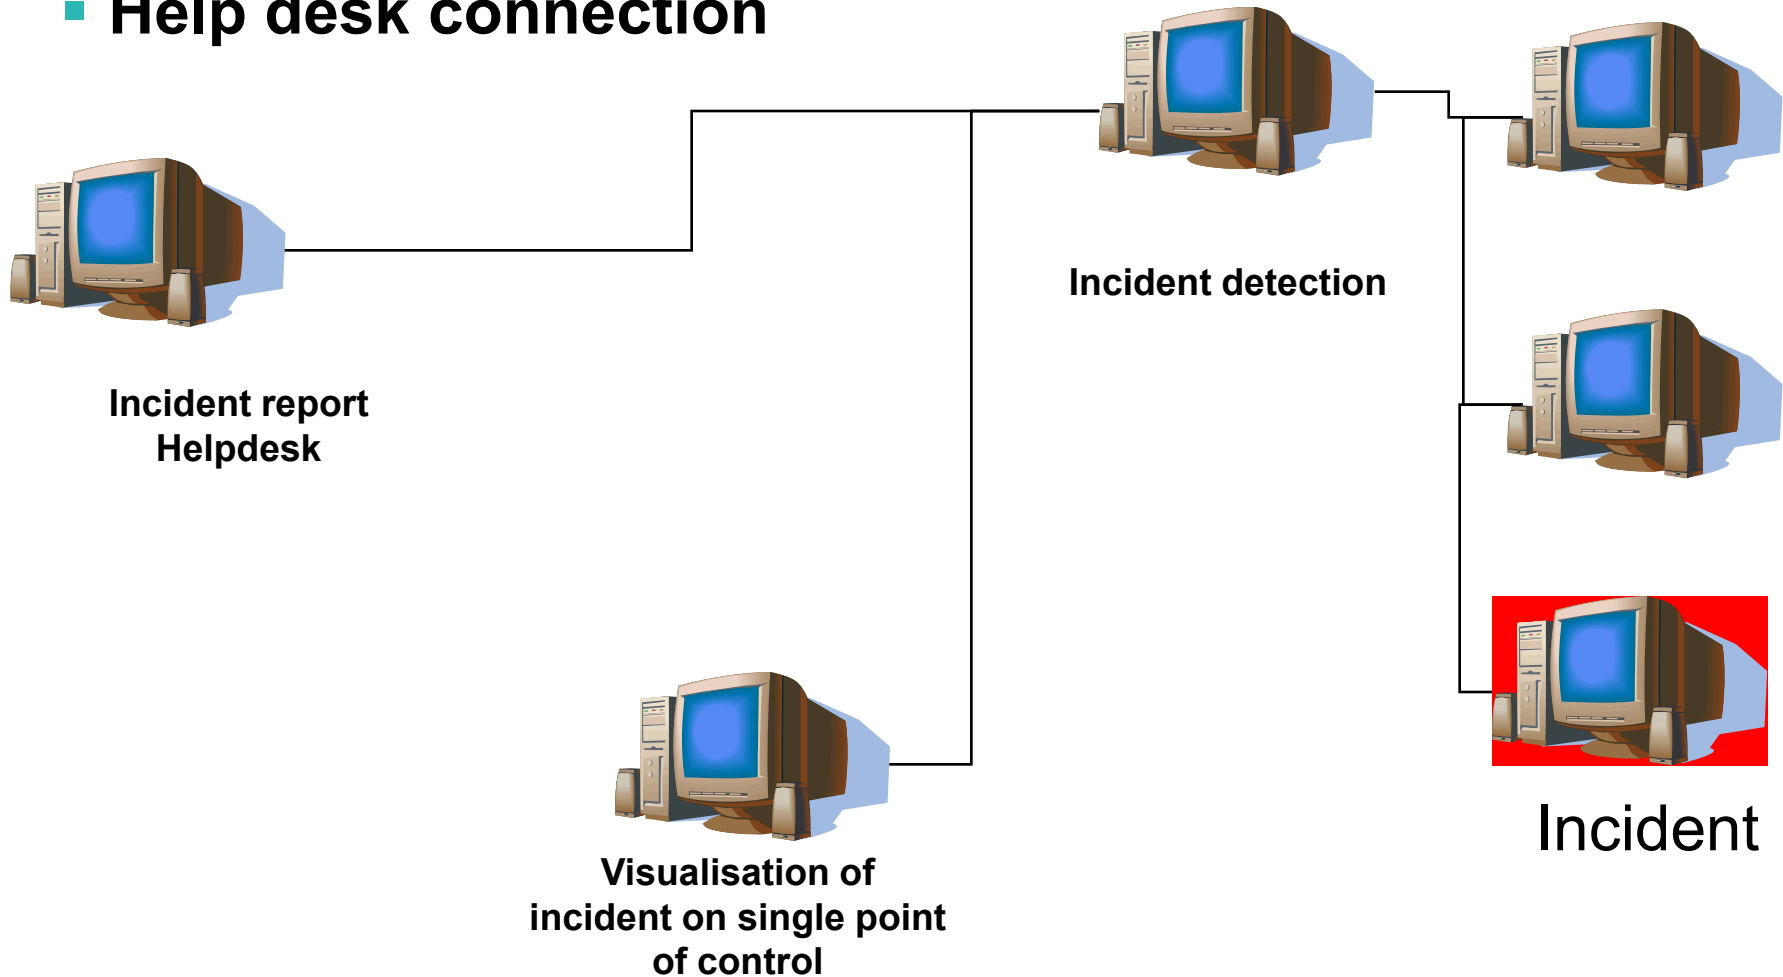 Help desk connection
Incident detection
Incident report
Helpdesk
Incident
Visualisation of
incident on single point
of control